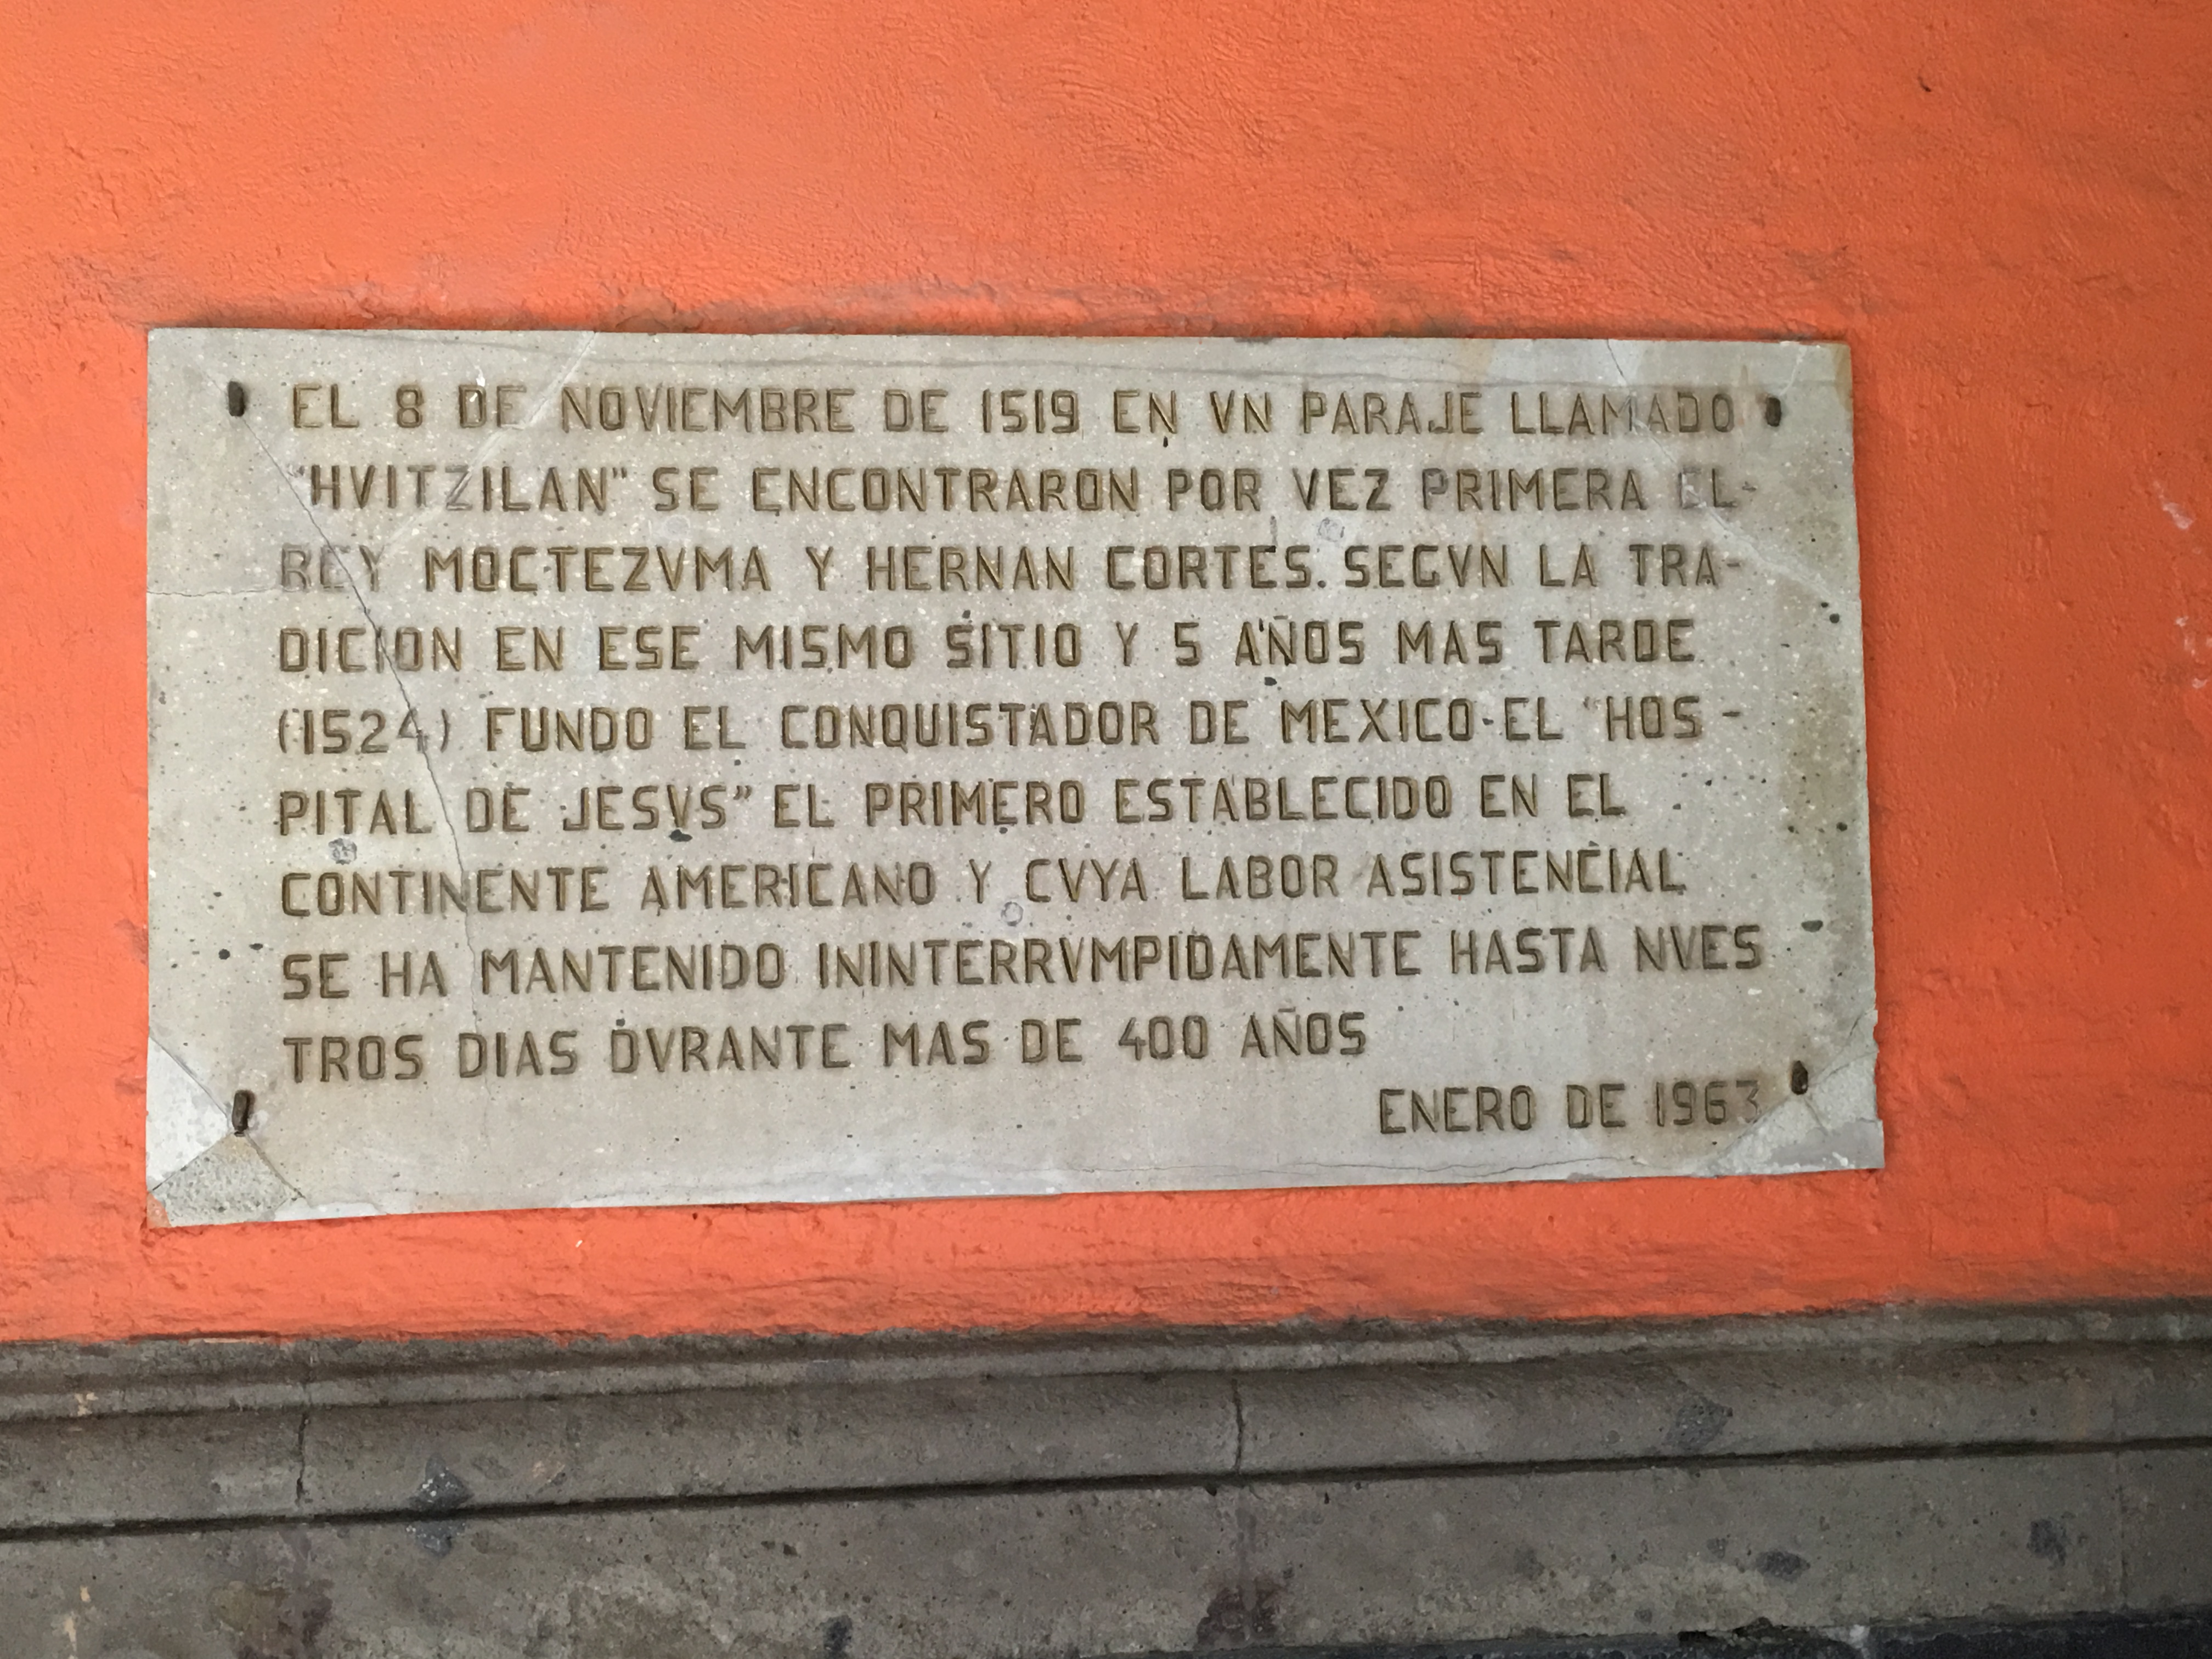 EL 8 DE NOVIEMBRE DE 1519 EN VN PARAJE LLAMADO
"HVITZILAN" SE ENCONTRARON POR VEZ PRIMERA EL-
REY MOCTEZVMA Y HERNAN CORTES. SEGVN LA TRA-
DICION EN ESE MISMO SITIO Y 5 AÑOS MAS TARDE
(1524) FUNDO EL CONQUISTADOR DE MEXICO EL "HOS-
PITAL DE JESVS" EL PRIMERO ESTABLECIDO EN EL
CONTINENTE AMERICANO Y CVYA LABOR ASISTENCIAL
SE HA MANTENIDO ININTERRVMPIDAMENTE HASTA NVES
TROS DIAS DVRANTE MAS DE 400 AÑOS
ENERO DE 1963